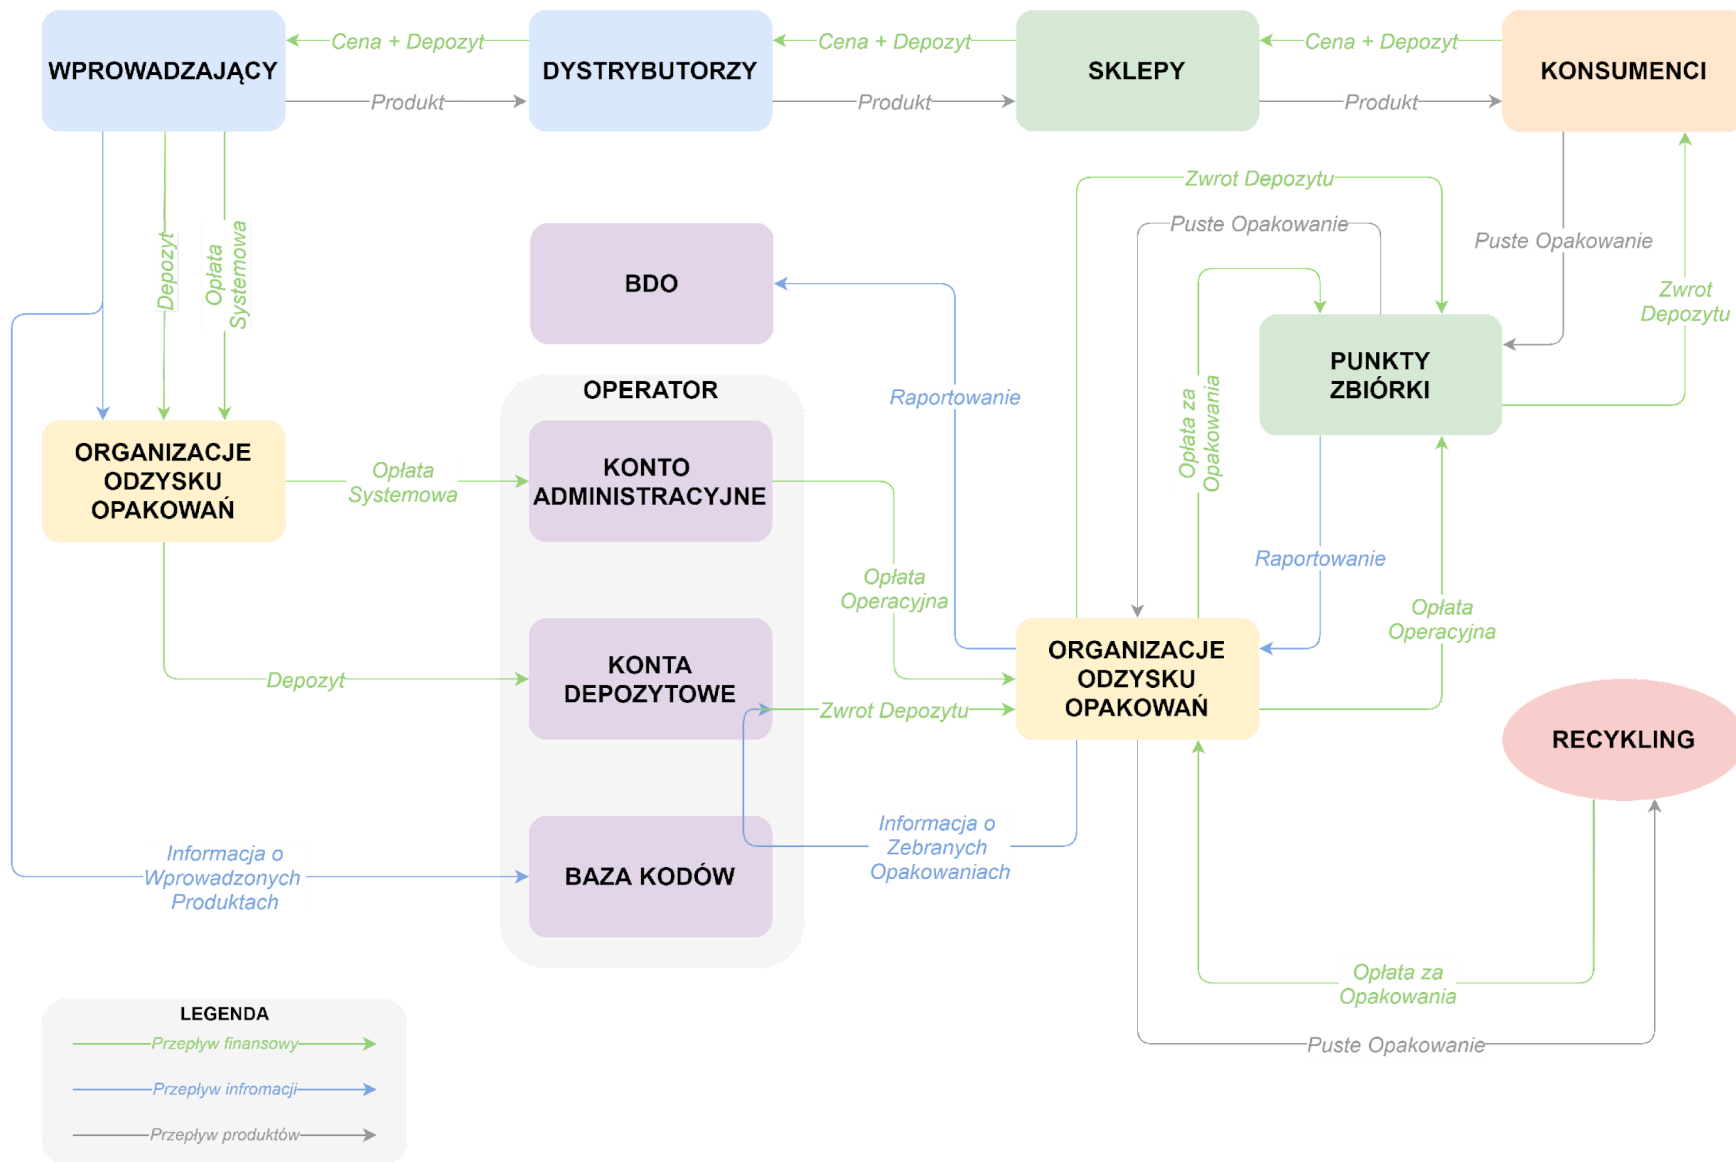 WPROWADZAJĄCY
Cena + Depozyt
Produkt
DYSTRYBUTORZY
Cena + Depozyt
Produkt
SKLEPY
Cena + Depozyt
Produkt
KONSUMENCI
Depozyt
Opłata
Systemowa
Zwrot Depozytu
Puste Opakowanie
Puste Opakowanie
Zwrot
Depozytu
BDO
PUNKTY
ZBIÓRKI
OPERATOR
Raportowanie
Opłata za
Opakowania
ORGANIZACJE
ODZYSKU
OPAKOWAŃ
Opłata
Systemowa
KONTO
ADMINISTRACYJNE
Opłata
Operacyjna
Raportowanie
Opłata
Operacyjna
Depozyt
KONTA
DEPOZYTOWE
Zwrot Depozytu
ORGANIZACJE
ODZYSKU
OPAKOWAŃ
RECYKLING
Informacja o
Wprowadzonych
Produktach
BAZA KODÓW
Informacja o
Zebranych
Opakowaniach
Opłata za
Opakowania
Puste Opakowanie
LEGENDA
Przepływ finansowy
Przepływ infromacji
Przepływ produktów